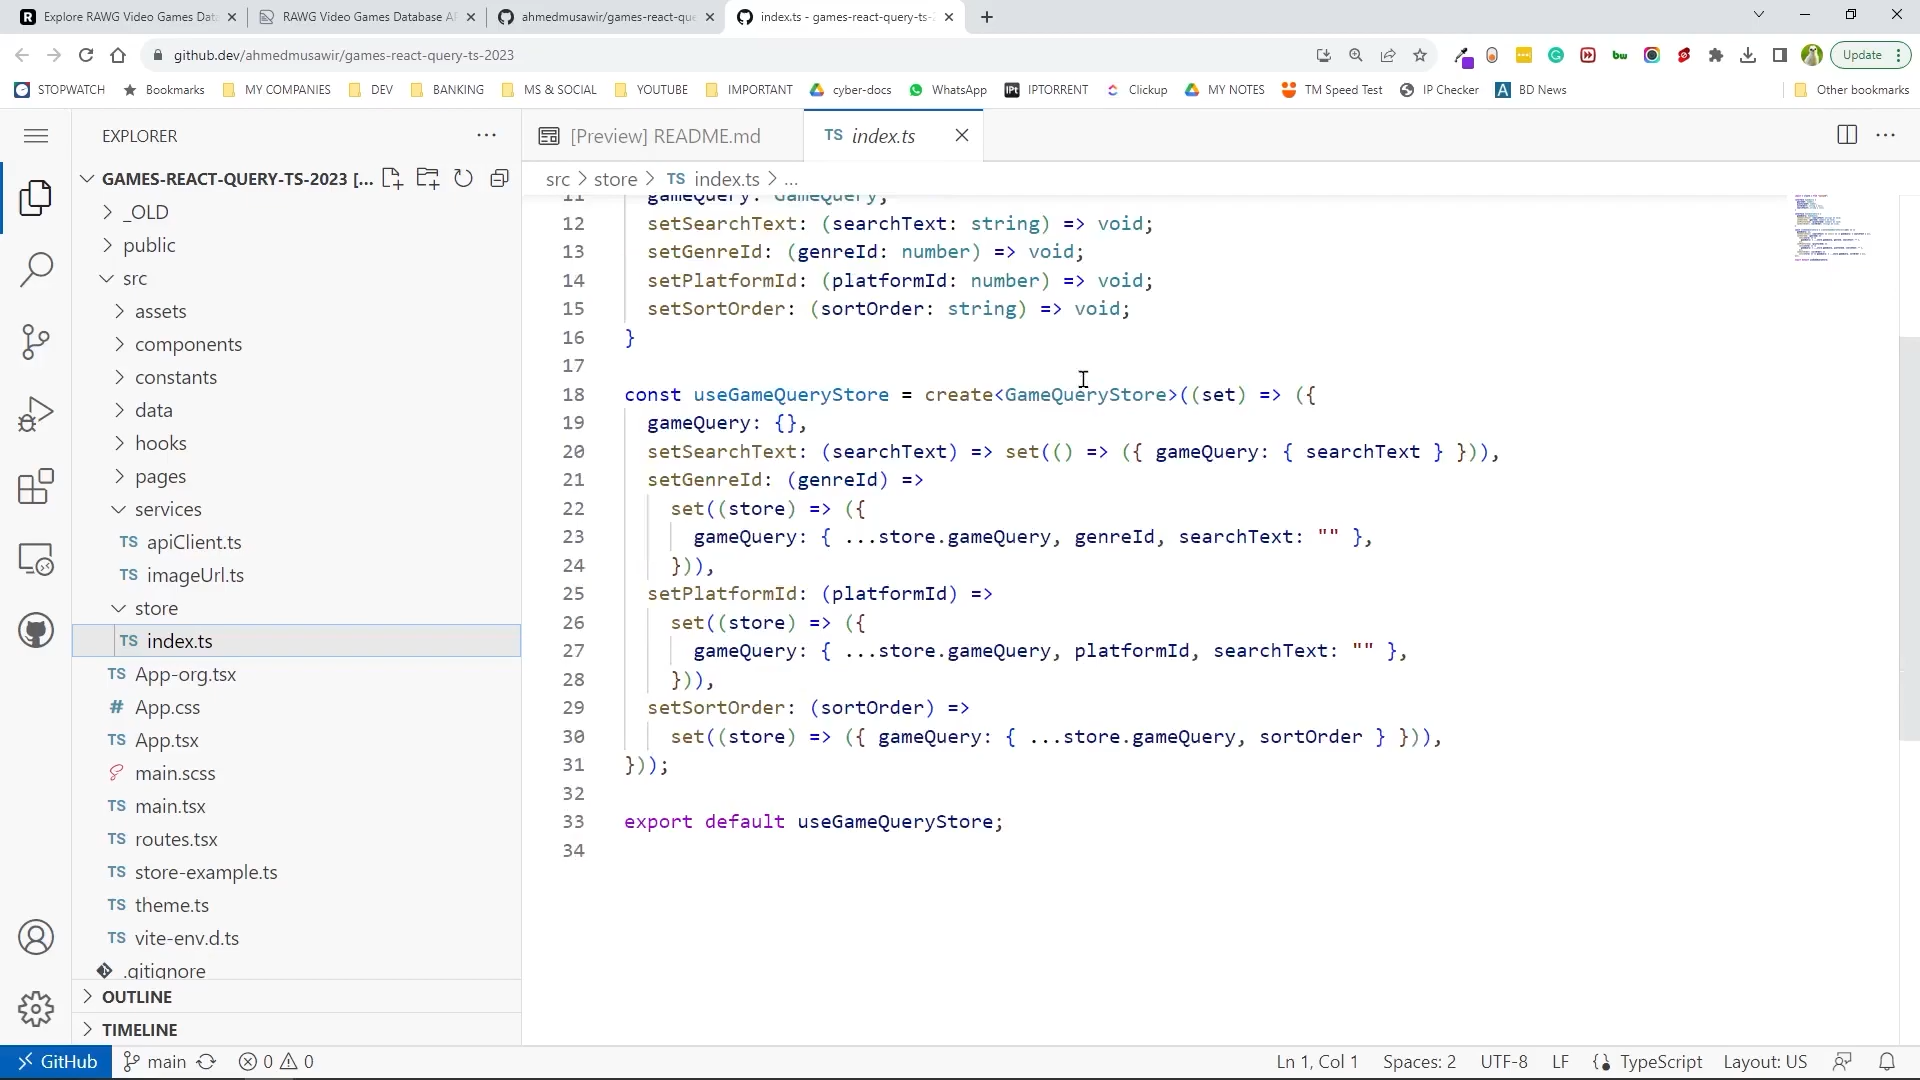 Explore RAWG Video Games Dat
RAWG Video Games Database AP
ahmedmusawir/games-react-que
index.ts - games-react-query-ts-2
github.dev/ahmedmusawir/games-react-query-ts-2023
Update
STOPWATCH
Bookmarks
MY COMPANIES
DEV
BANKING
MS & SOCIAL
YOUTUBE
IMPORTANT
cyber-docs
WhatsApp
IPTORRENT
Clickup
MY NOTES
TM Speed Test
IP Checker
BD News
Other bookmarks
EXPLORER
GAMES-REACT-QUERY-TS-2023 [...
_OLD
public
src
assets
components
constants
data
hooks
pages
services
TS apiClient.ts
TS imageUrl.ts
store
TS index.ts
TS App-org.tsx
# App.css
TS App.tsx
main.scss
TS main.tsx
TS routes.tsx
TS store-example.ts
TS theme.ts
TS vite-env.d.ts
.gitignore
OUTLINE
TIMELINE
[Preview] README.md
TS index.ts
src > store > TS index.ts > ...
11 gameQuery: GameQuery;
12 setSearchText: (searchText: string) => void;
13 setGenreId: (genreId: number) => void;
14 setPlatformId: (platformId: number) => void;
15 setSortOrder: (sortOrder: string) => void;
16 }
17
18 const useGameQueryStore = create<GameQueryStore>((set) => ({
19 gameQuery: {},
20 setSearchText: (searchText) => set(() => ({ gameQuery: { searchText } })),
21 setGenreId: (genreId) =>
22 set((store) => ({
23 gameQuery: { ...store.gameQuery, genreId, searchText: "" },
24 })),
25 setPlatformId: (platformId) =>
26 set((store) => ({
27 gameQuery: { ...store.gameQuery, platformId, searchText: "" },
28 })),
29 setSortOrder: (sortOrder) =>
30 set((store) => ({ gameQuery: { ...store.gameQuery, sortOrder } })),
31 }));
32
33 export default useGameQueryStore;
34
GitHub
main
0
0
Ln 1, Col 1
Spaces: 2
UTF-8
LF
TypeScript
Layout: US